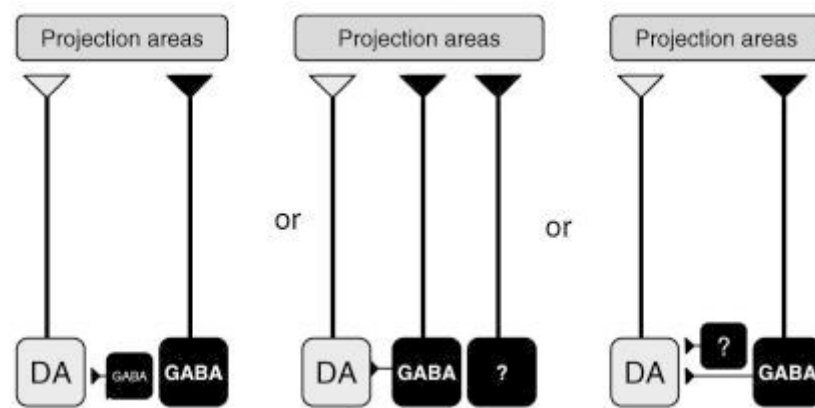 Projection areas
Projection areas
Projection areas
or
or
DA
GABA
GABA
DA
GABA
?
DA
?
GABA